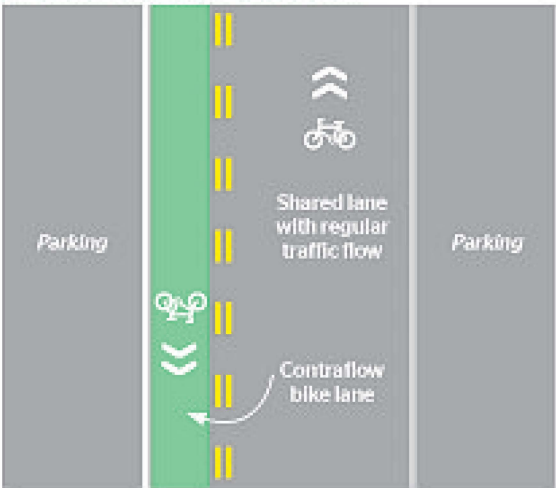 Shared lane
with regular
traffic flow
Parking
Parking
Contraflow
bike lane